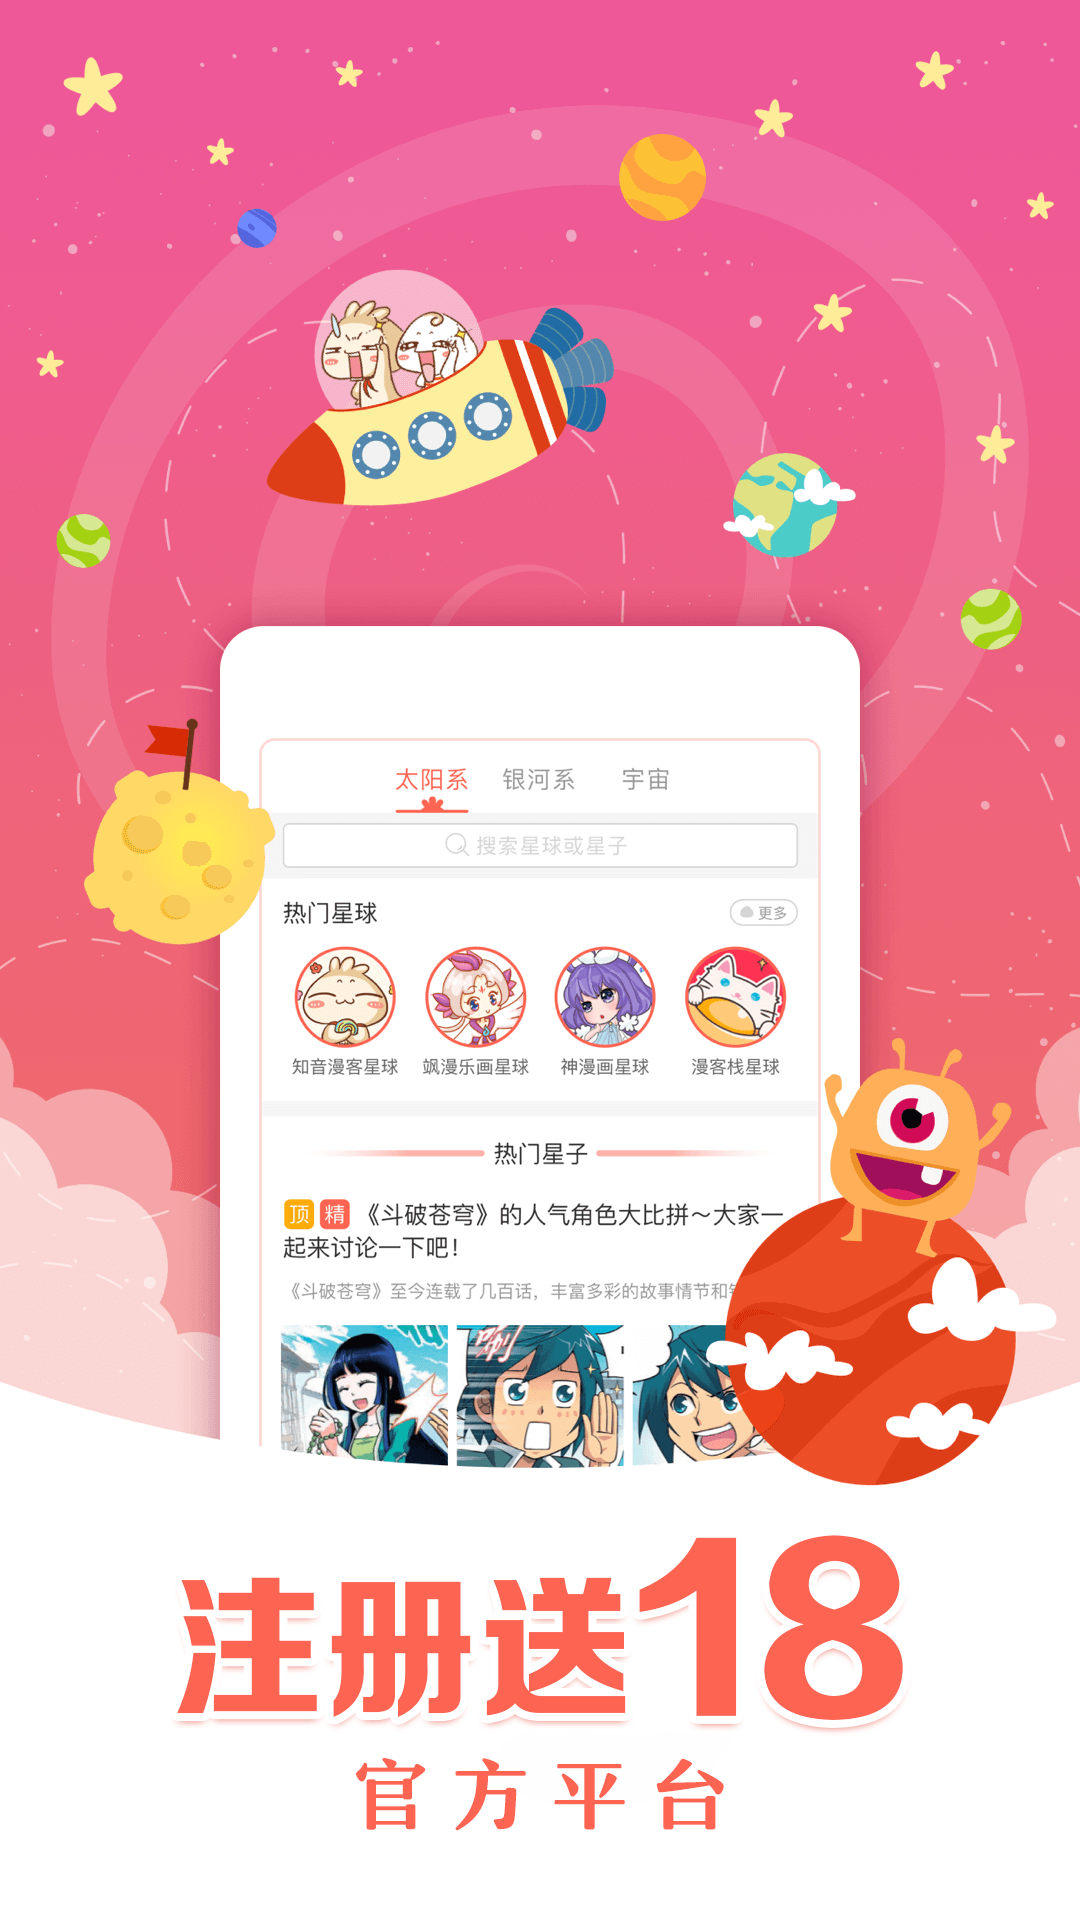 太阳系 银河系 宇宙
搜索星球或星子
热门星球 更多
知音漫客星球 飒漫乐画星球 神漫画星球 漫客栈星球
热门星子
顶 精 《斗破苍穹》的人气角色大比拼～大家一
起来讨论一下吧！
《斗破苍穹》至今连载了几百话，丰富多彩的故事情节和
注册送18
官方平台